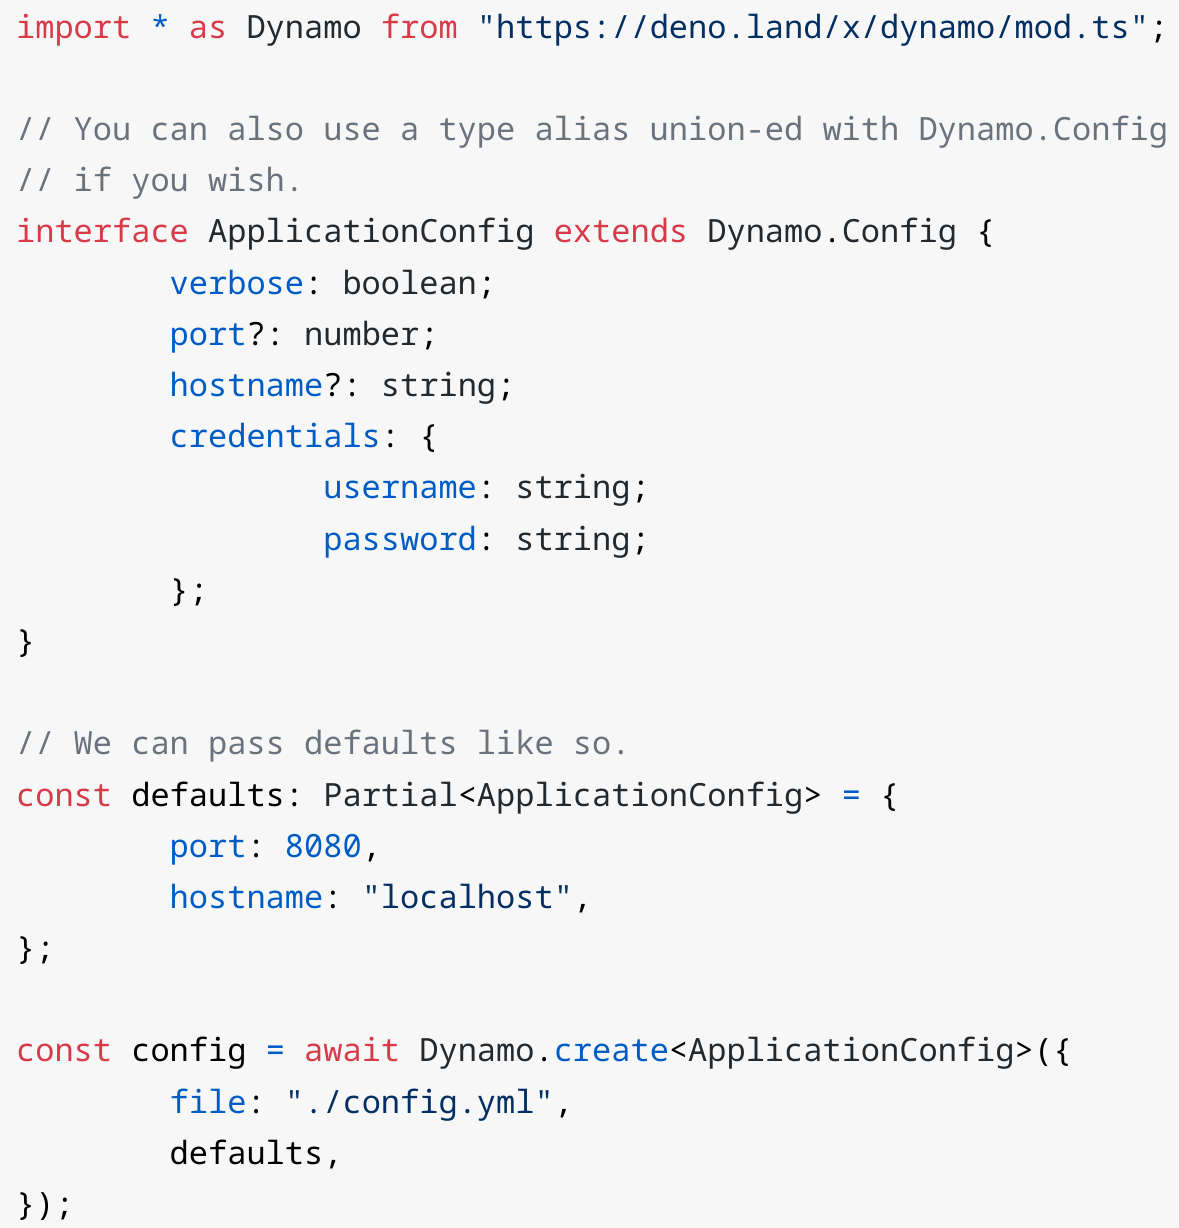 import * as Dynamo from "https://deno.land/x/dynamo/mod.ts";

// You can also use a type alias union-ed with Dynamo.Config
// if you wish.
interface ApplicationConfig extends Dynamo.Config {
        verbose: boolean;
        port?: number;
        hostname?: string;
        credentials: {
                username: string;
                password: string;
        };
}

// We can pass defaults like so.
const defaults: Partial<ApplicationConfig> = {
        port: 8080,
        hostname: "localhost",
};

const config = await Dynamo.create<ApplicationConfig>({
        file: "./config.yml",
        defaults,
});